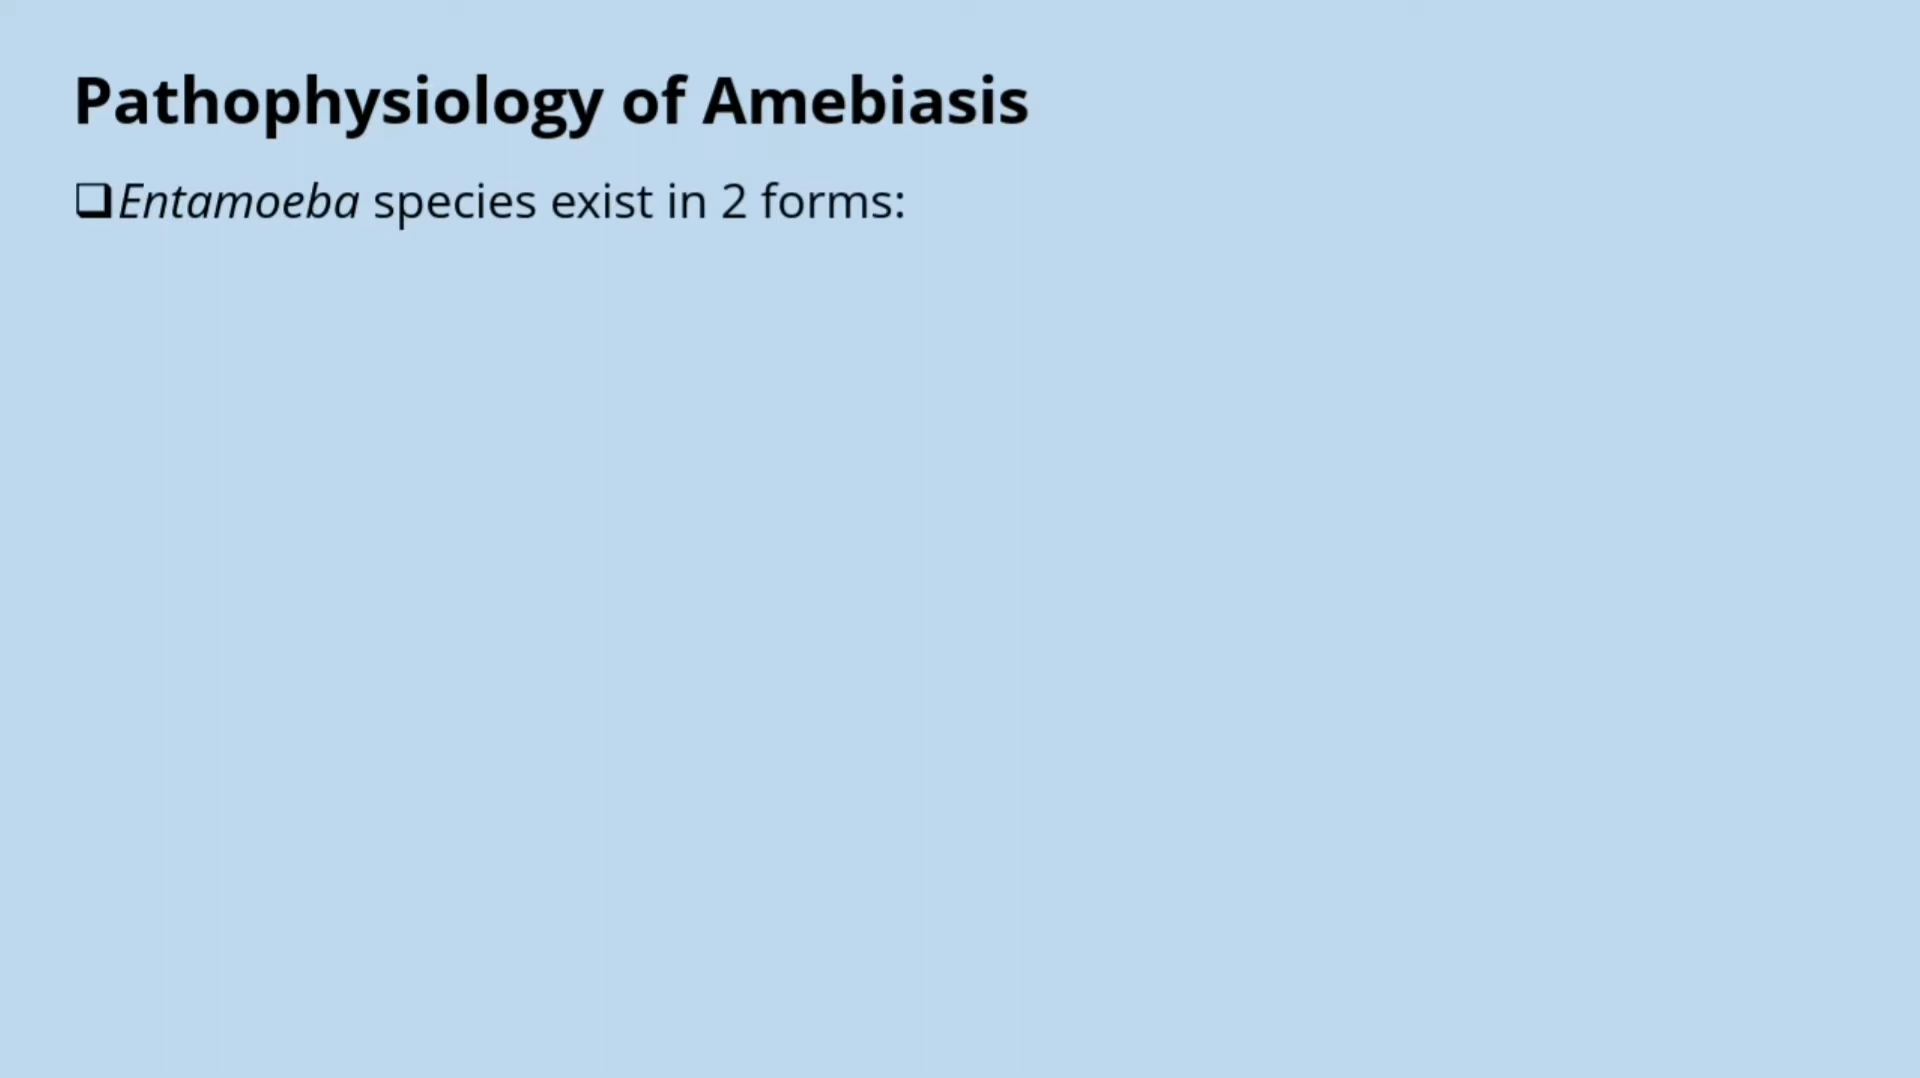 Pathophysiology of Amebiasis
❑Entamoeba species exist in 2 forms: